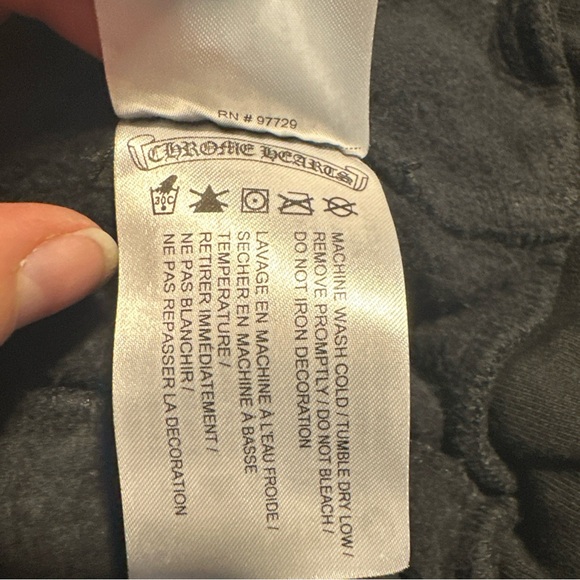 RN # 97729
CHROME HEARTS
30C
MACHINE WASH COLD / TUMBLE DRY LOW /
REMOVE PROMPTLY / DO NOT BLEACH /
DO NOT IRON DECORATION
LAVAGE EN MACHINE À L'EAU FROIDE /
SECHER EN MACHINE À BASSE
TEMPERATURE /
RETIRER IMMÉDIATEMENT /
NE PAS BLANCHIR /
NE PAS REPASSER LA DECORATION